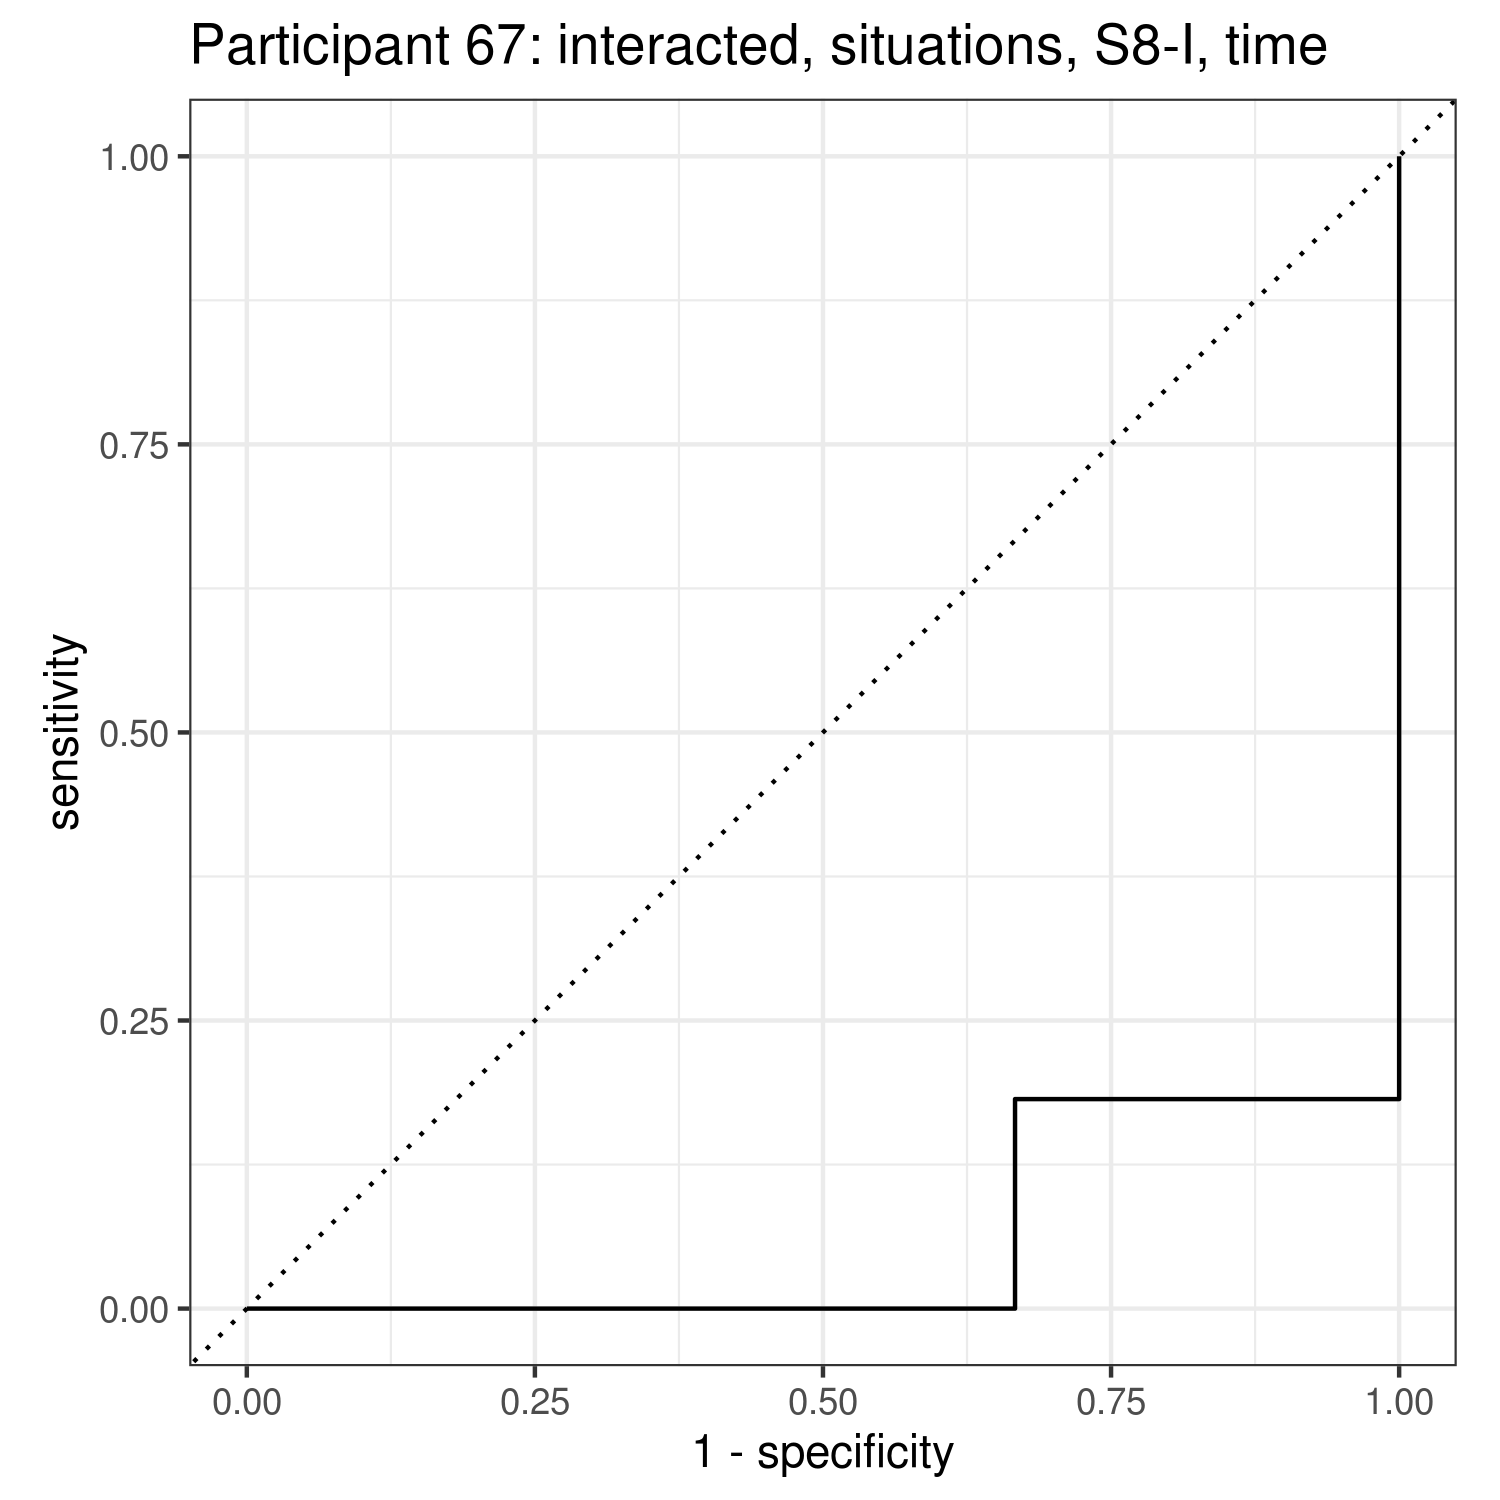 Participant 67: interacted, situations, S8-I, time
1.00
0.75
0.50
0.25
0.00
sensitivity
0.00 0.25 0.50 0.75 1.00
1 - specificity